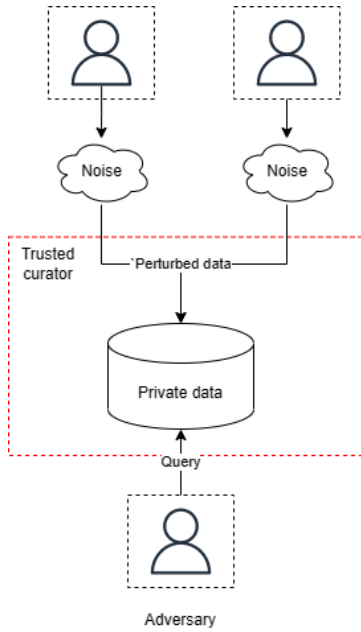 Noise
Noise
Trusted
curator
`Perturbed data
Private data
Query
Adversary